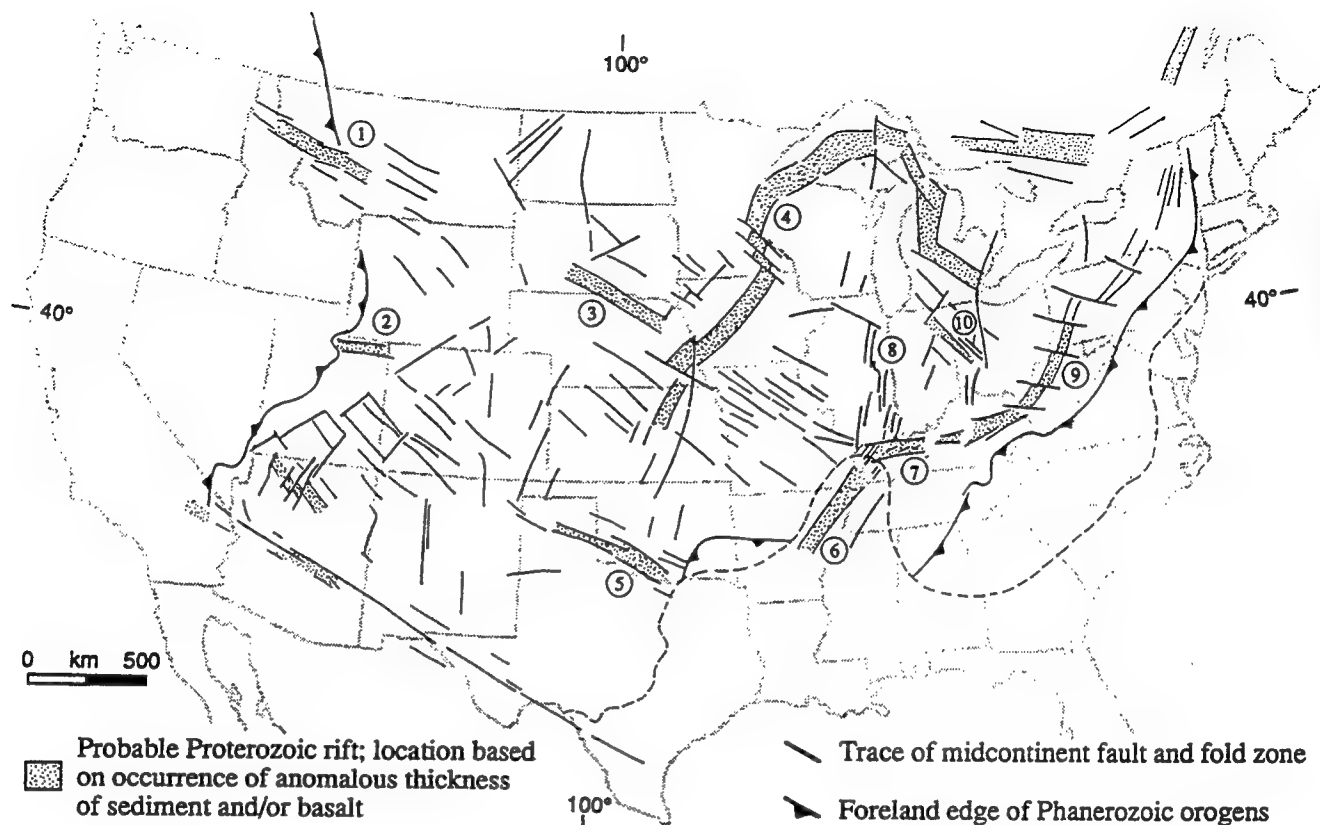 100°
1
4
40°
40°
2
3
10
8
9
7
6
5
0 km 500
Probable Proterozoic rift; location based
on occurrence of anomalous thickness
of sediment and/or basalt
100°
Trace of midcontinent fault and fold zone
Foreland edge of Phanerozoic orogens